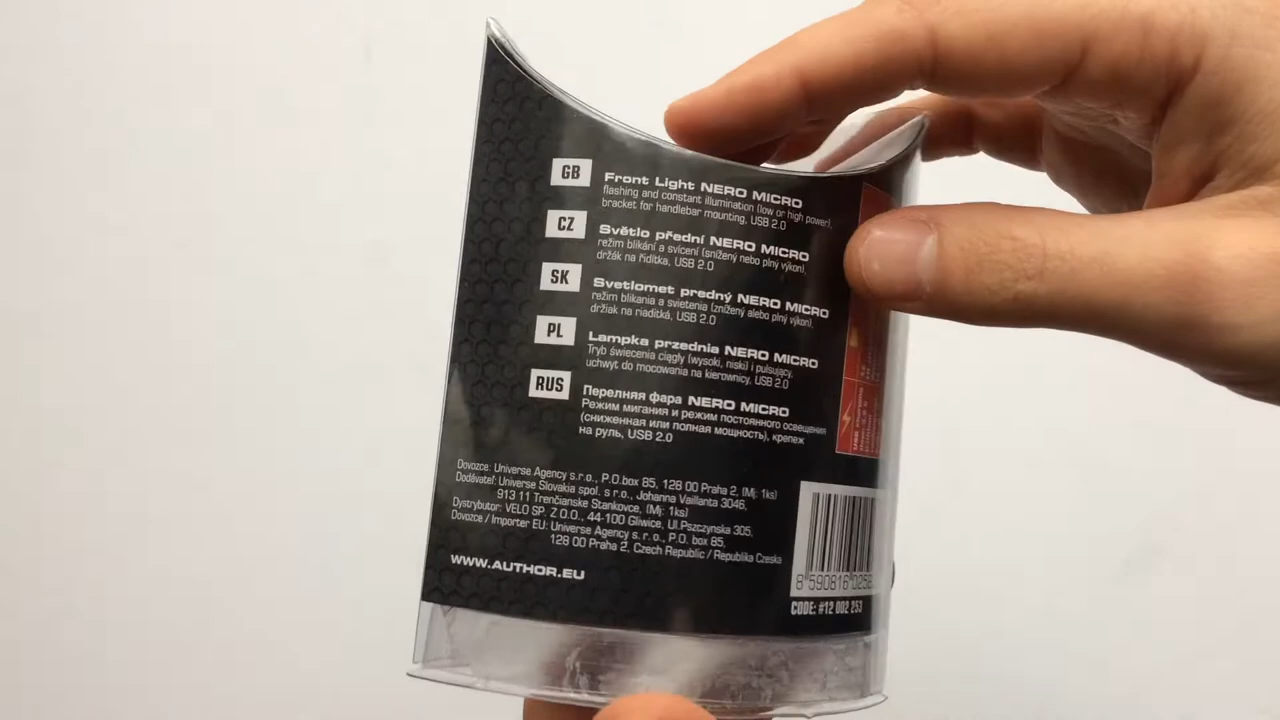 GB
Front Light NERO MICRO
flashing and constant illumination (low or high power),
bracket for handlebar mounting, USB 2.0
CZ
Světlo přední NERO MICRO
režim blikání a svícení (snížený nebo plný výkon),
držák na řidítka, USB 2.0
SK
Svetlomet predný NERO MICRO
režim blikania a svietenia (znížený alebo plný výkon),
držiak na riadítká, USB 2.0
PL
Lampka przednia NERO MICRO
Tryb świecenia ciągły (wysoki, niski) i pulsujący,
uchwyt do mocowania na kierownicy, USB 2.0
RUS
Перелняя фара NERO MICRO
Режим мигания и режим постоянного освещения
(сниженная или полная мощность), крепеж
на руль, USB 2.0
Dovozce: Universe Agency s.r.o., P.O.box 85, 128 00 Praha 2, (Mj: 1ks)
Dodávateľ: Universe Slovakia spol. s r.o., Johanna Vaillanta 3046,
913 11 Trenčianske Stankovce, (Mj: 1ks)
Dystrybutor: VELO SP. Z.O.O., 44-100 Gliwice, Ul.Pszczynska 305,
Dovozce / Importer EU: Universe Agency s. r. o., P.O. box 85,
128 00 Praha 2, Czech Republic / Republika Czeska
WWW.AUTHOR.EU
8 590816 0252
CODE: #12 002 253